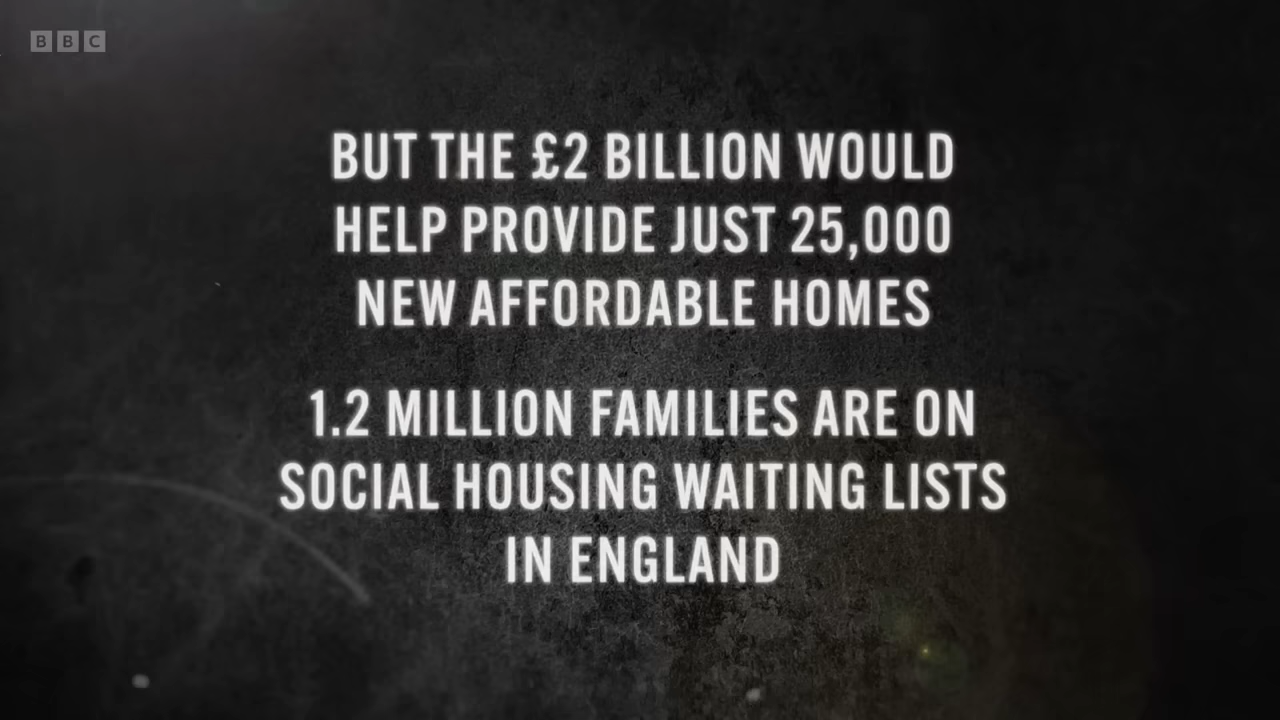 BBC
BUT THE £2 BILLION WOULD
HELP PROVIDE JUST 25,000
NEW AFFORDABLE HOMES
1.2 MILLION FAMILIES ARE ON
SOCIAL HOUSING WAITING LISTS
IN ENGLAND